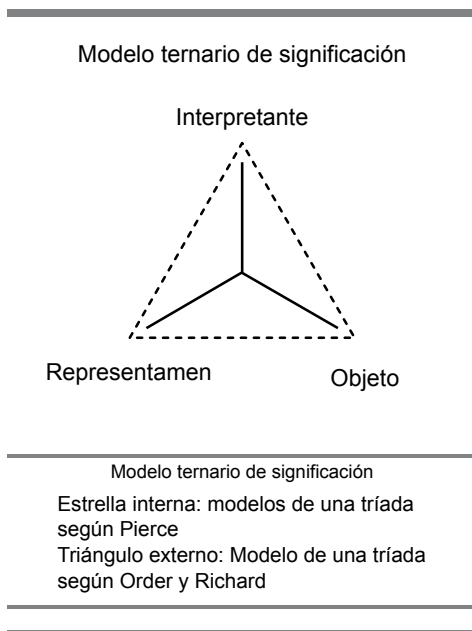 Modelo ternario de significación
Interpretante
Representamen
Objeto
Modelo ternario de significación
Estrella interna: modelos de una tríada
según Pierce
Triángulo externo: Modelo de una tríada
según Order y Richard